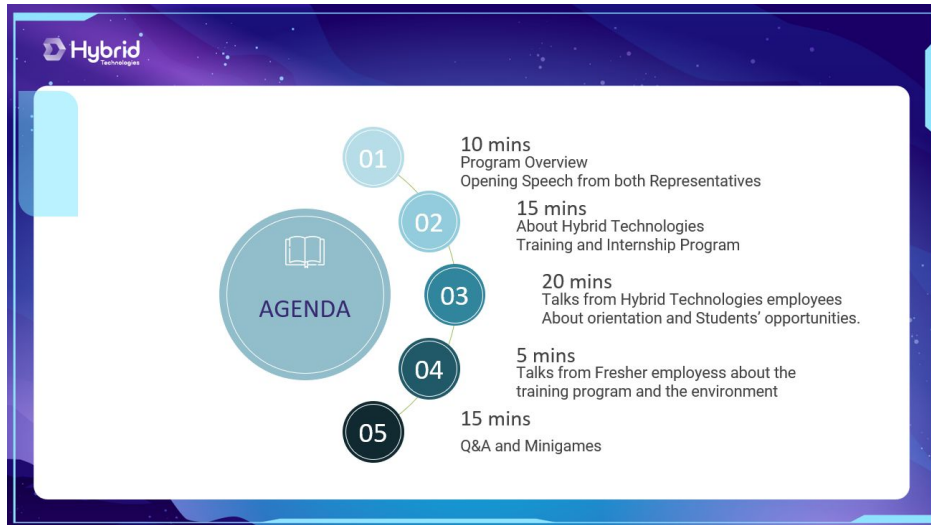 Hybrid
Technologies
AGENDA
01
10 mins
Program Overview
Opening Speech from both Representatives
02
15 mins
About Hybrid Technologies
Training and Internship Program
03
20 mins
Talks from Hybrid Technologies employees
About orientation and Students’ opportunities.
04
5 mins
Talks from Fresher employess about the
training program and the environment
05
15 mins
Q&A and Minigames